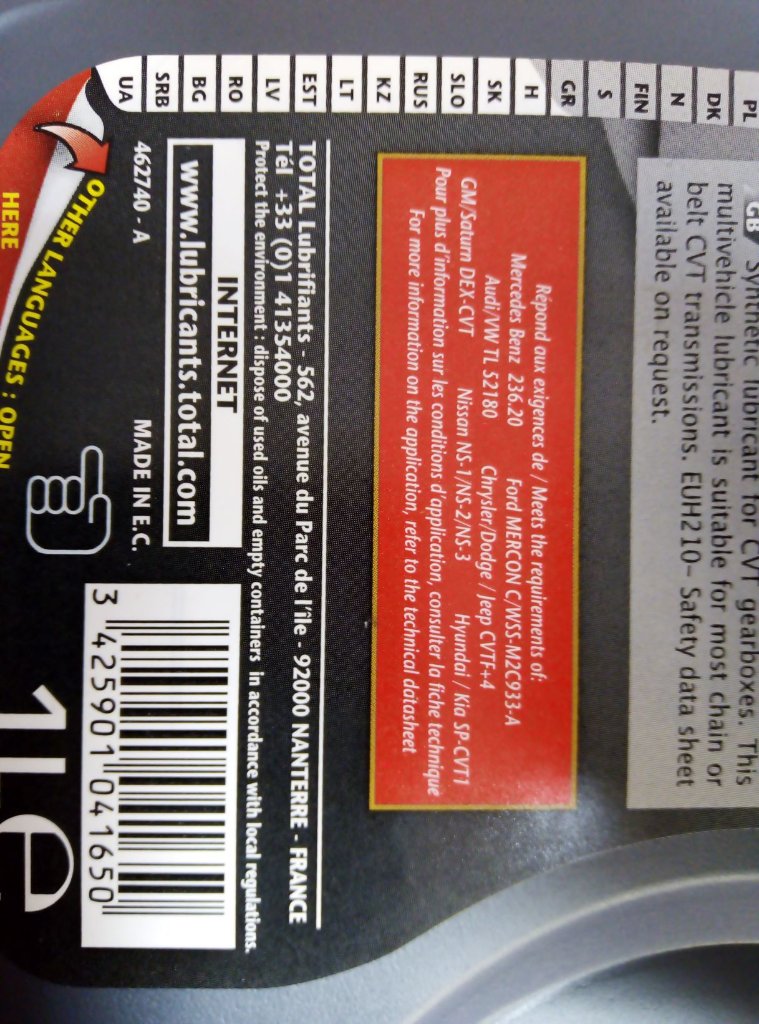 GB Synthetic lubricant for CVT gearboxes. This
multivehicle lubricant is suitable for most chain or
belt CVT transmissions. EUH210– Safety data sheet
available on request.
PL
DK
N
FIN
S
GR
H
SK
SLO
RUS
KZ
LT
EST
LV
RO
BG
SRB
UA
Répond aux exigences de / Meets the requirements of:
Mercedes Benz 236.20 Ford MERCON C/WSS-M2C933-A
Audi/VW TL 52180 Chrysler/Dodge / Jeep CVTF+4
GM/Saturn DEX-CVT Nissan NS-1/NS-2/NS-3 Hyundai / Kia SP-CVT1
Pour plus d'information sur les conditions d'application, consulter la fiche technique
For more information on the application, refer to the technical datasheet
TOTAL Lubrifiants - 562, avenue du Parc de l'île - 92000 NANTERRE - FRANCE
Tél +33 (0)1 41354000
Protect the environment : dispose of used oils and empty containers in accordance with local regulations.
INTERNET
www.lubricants.total.com
462740 - A MADE IN E.C.
OTHER LANGUAGES : OPEN
HERE
3 425901 041650
1L e